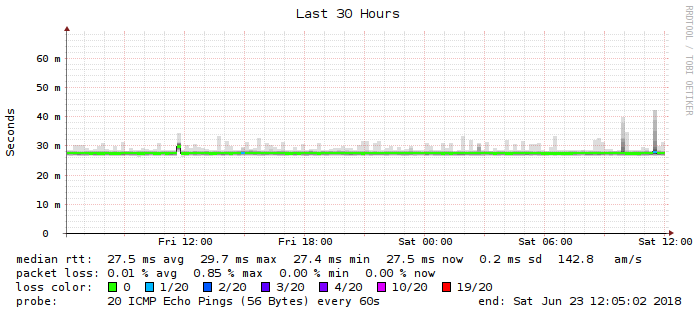 Last 30 Hours
RRDTOOL / TOBI OETIKER
Seconds
60 m
50 m
40 m
30 m
20 m
10 m
0
Fri 12:00 Fri 18:00 Sat 00:00 Sat 06:00 Sat 12:00
median rtt: 27.5 ms avg 29.7 ms max 27.4 ms min 27.5 ms now 0.2 ms sd 142.8 am/s
packet loss: 0.01 % avg 0.85 % max 0.00 % min 0.00 % now
loss color: 0 1/20 2/20 3/20 4/20 10/20 19/20
probe: 20 ICMP Echo Pings (56 Bytes) every 60s end: Sat Jun 23 12:05:02 2018